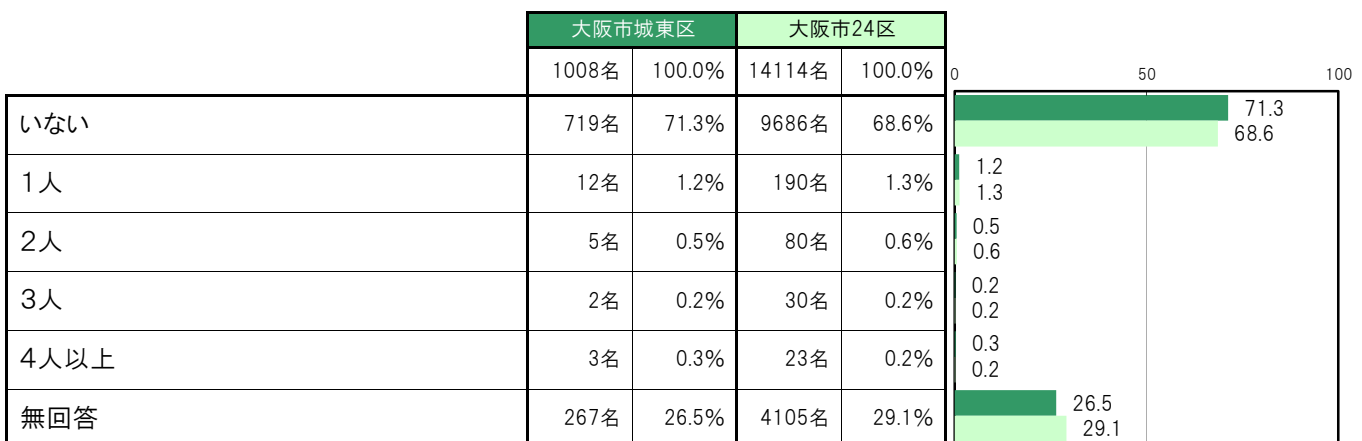 大阪市城東区 大阪市24区
1008名 100.0% 14114名 100.0% 0 50 100
いない 719名 71.3% 9686名 68.6% 71.3
68.6
1人 12名 1.2% 190名 1.3% 1.2
1.3
2人 5名 0.5% 80名 0.6% 0.5
0.6
3人 2名 0.2% 30名 0.2% 0.2
0.2
4人以上 3名 0.3% 23名 0.2% 0.3
0.2
無回答 267名 26.5% 4105名 29.1% 26.5
29.1